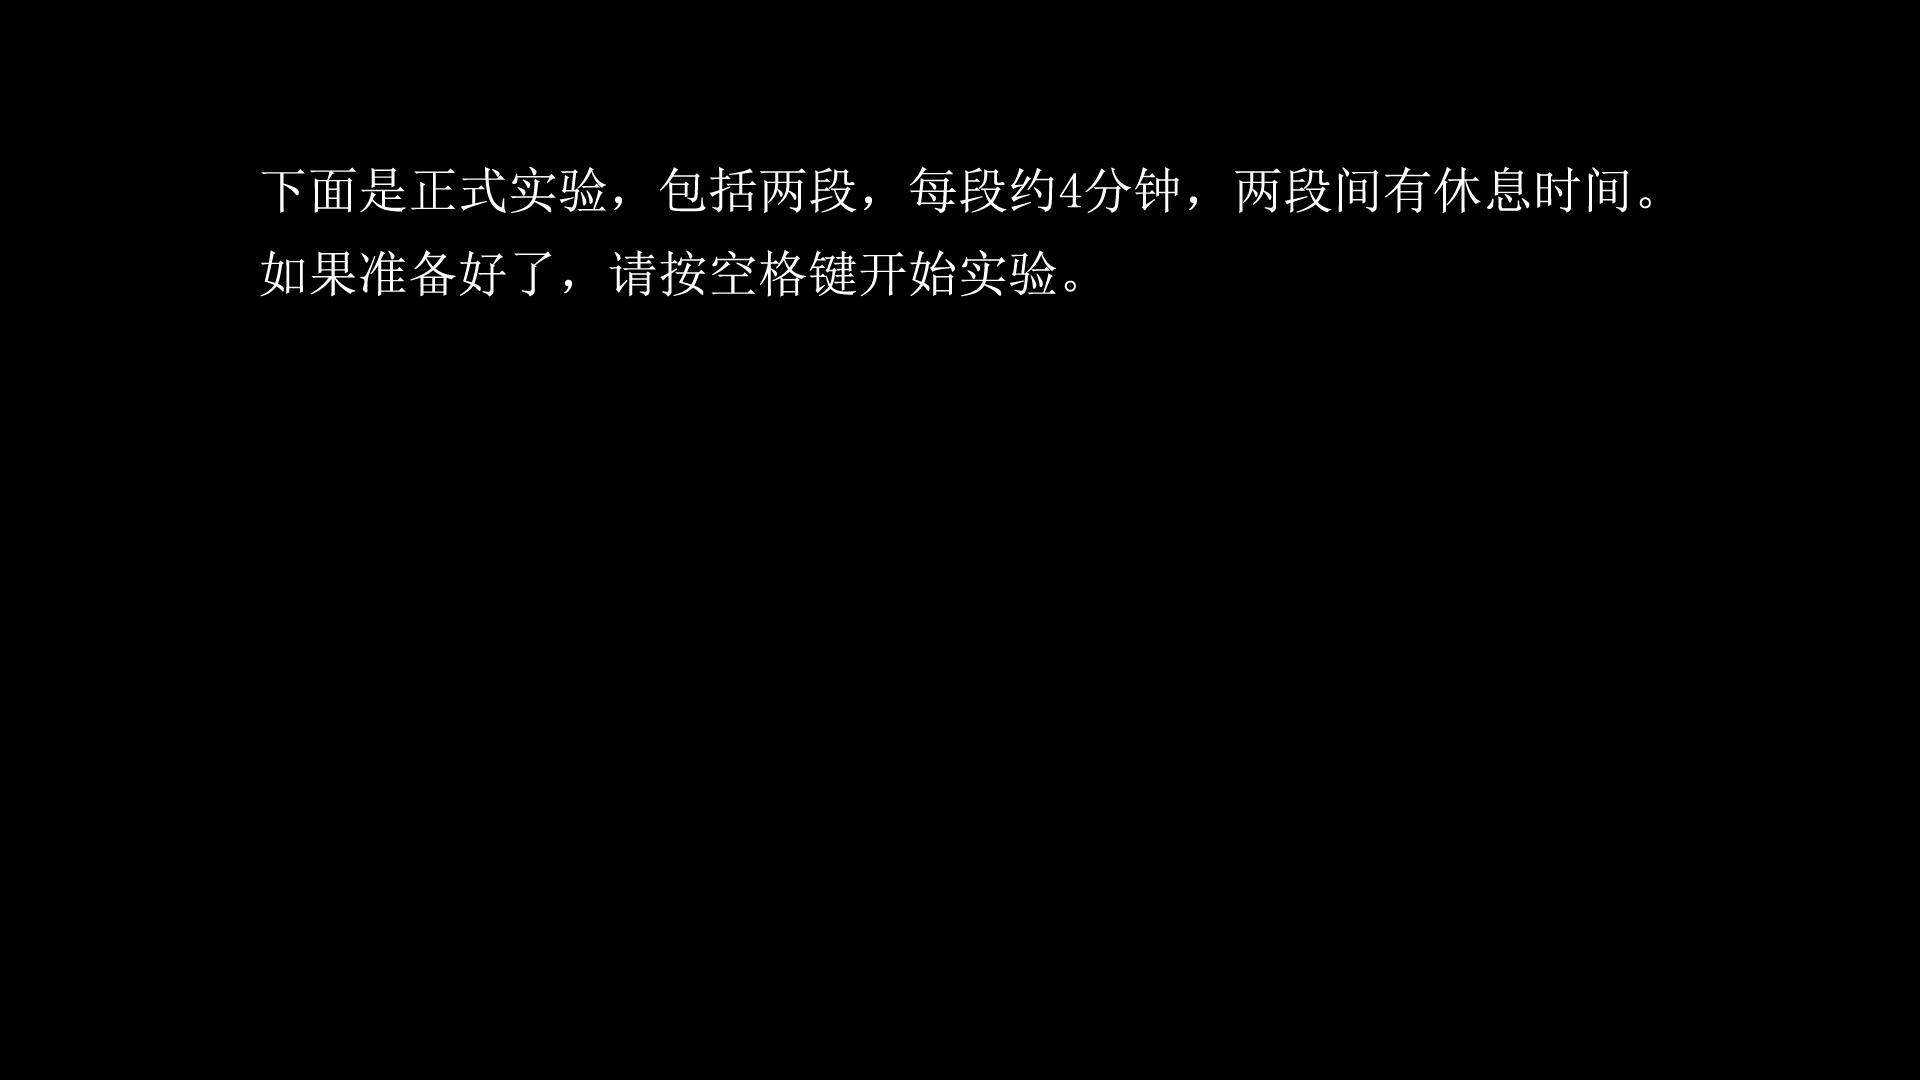 下面是正式实验，包括两段，每段约4分钟，两段间有休息时间。
如果准备好了，请按空格键开始实验。